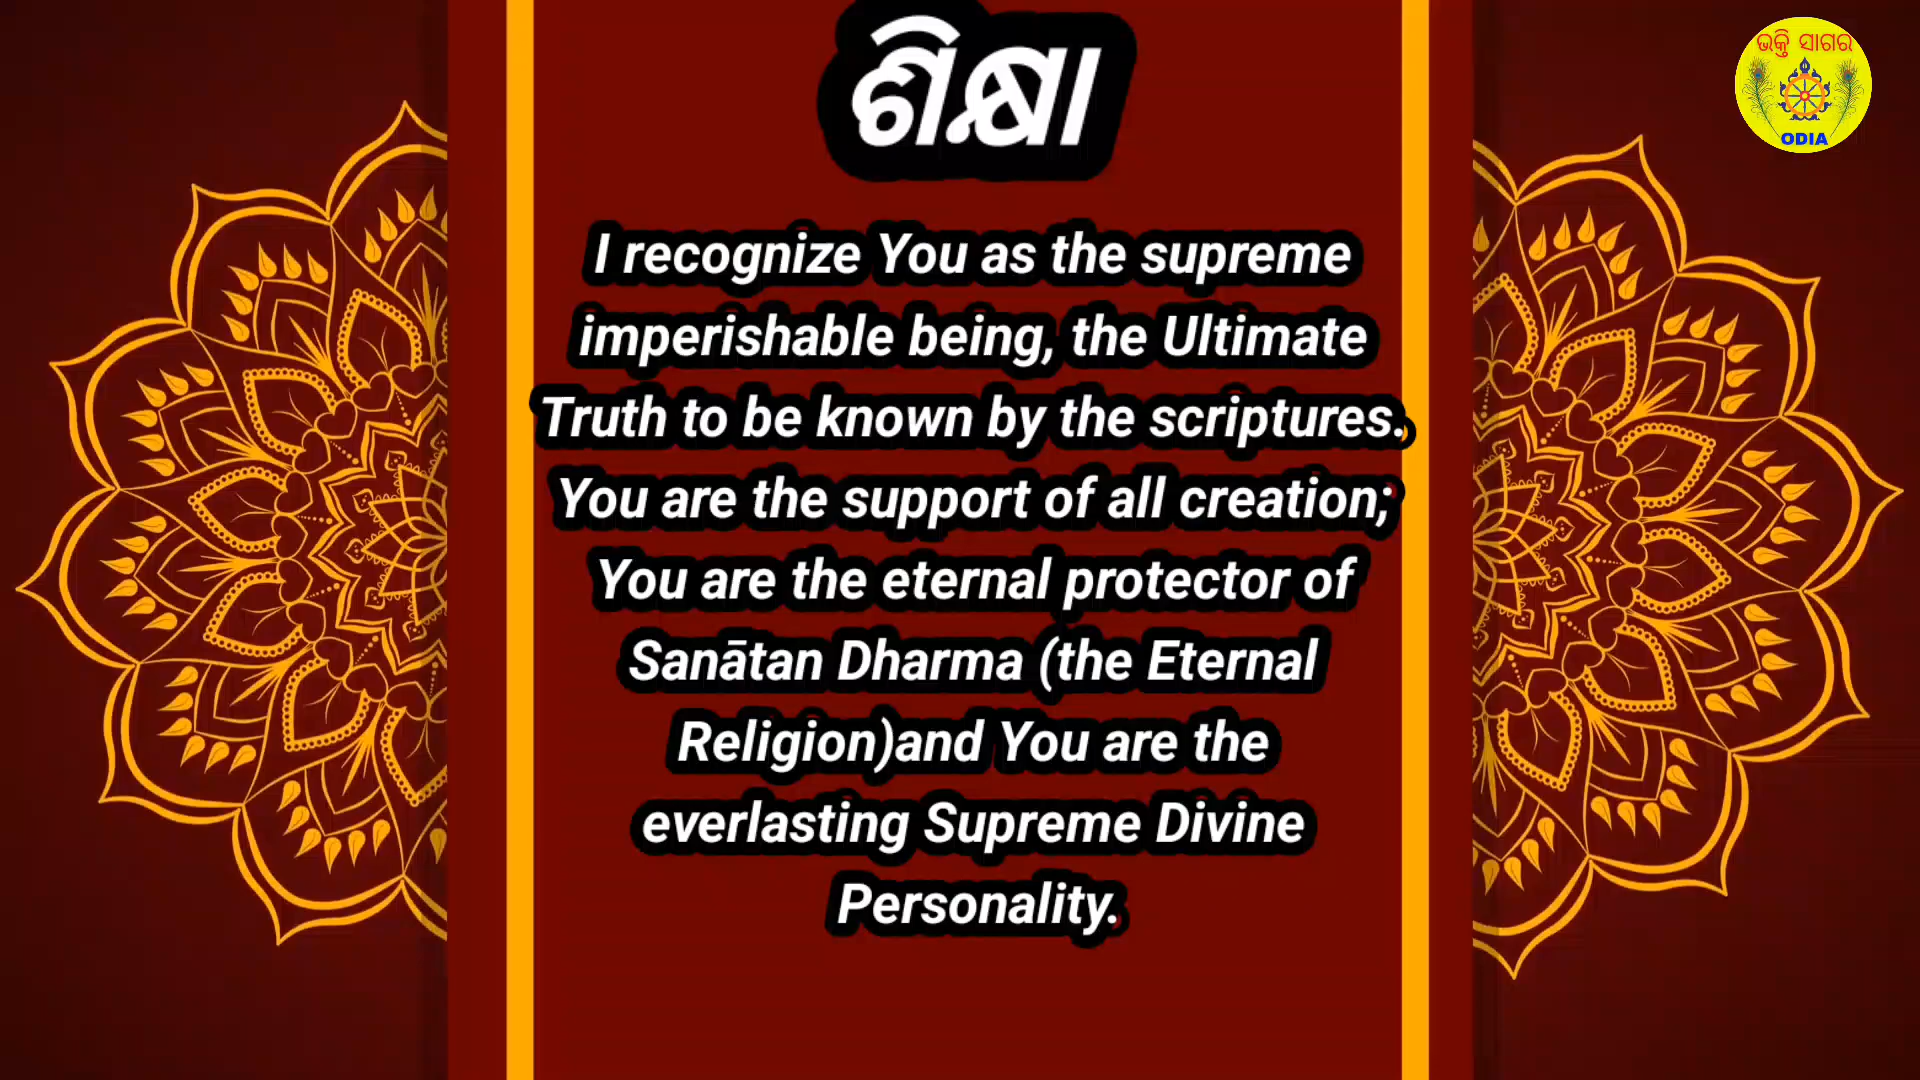 ଶିକ୍ଷା
ଭକ୍ତି ସାଗର
ODIA
I recognize You as the supreme
imperishable being, the Ultimate
Truth to be known by the scriptures.
You are the support of all creation;
You are the eternal protector of
Sanātan Dharma (the Eternal
Religion)and You are the
everlasting Supreme Divine
Personality.